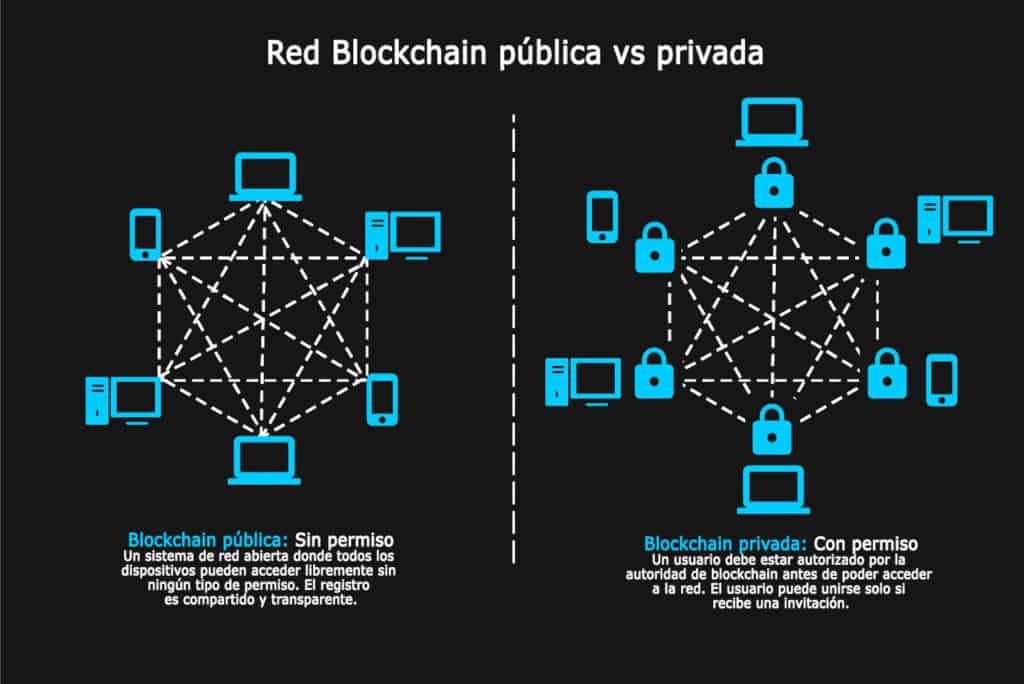 Red Blockchain pública vs privada
Blockchain pública: Sin permiso
Un sistema de red abierta donde todos los
dispositivos pueden acceder libremente sin
ningún tipo de permiso. El registro
es compartido y transparente.
Blockchain privada: Con permiso
Un usuario debe estar autorizado por la
autoridad de blockchain antes de poder acceder
a la red. El usuario puede unirse solo si
recibe una invitación.